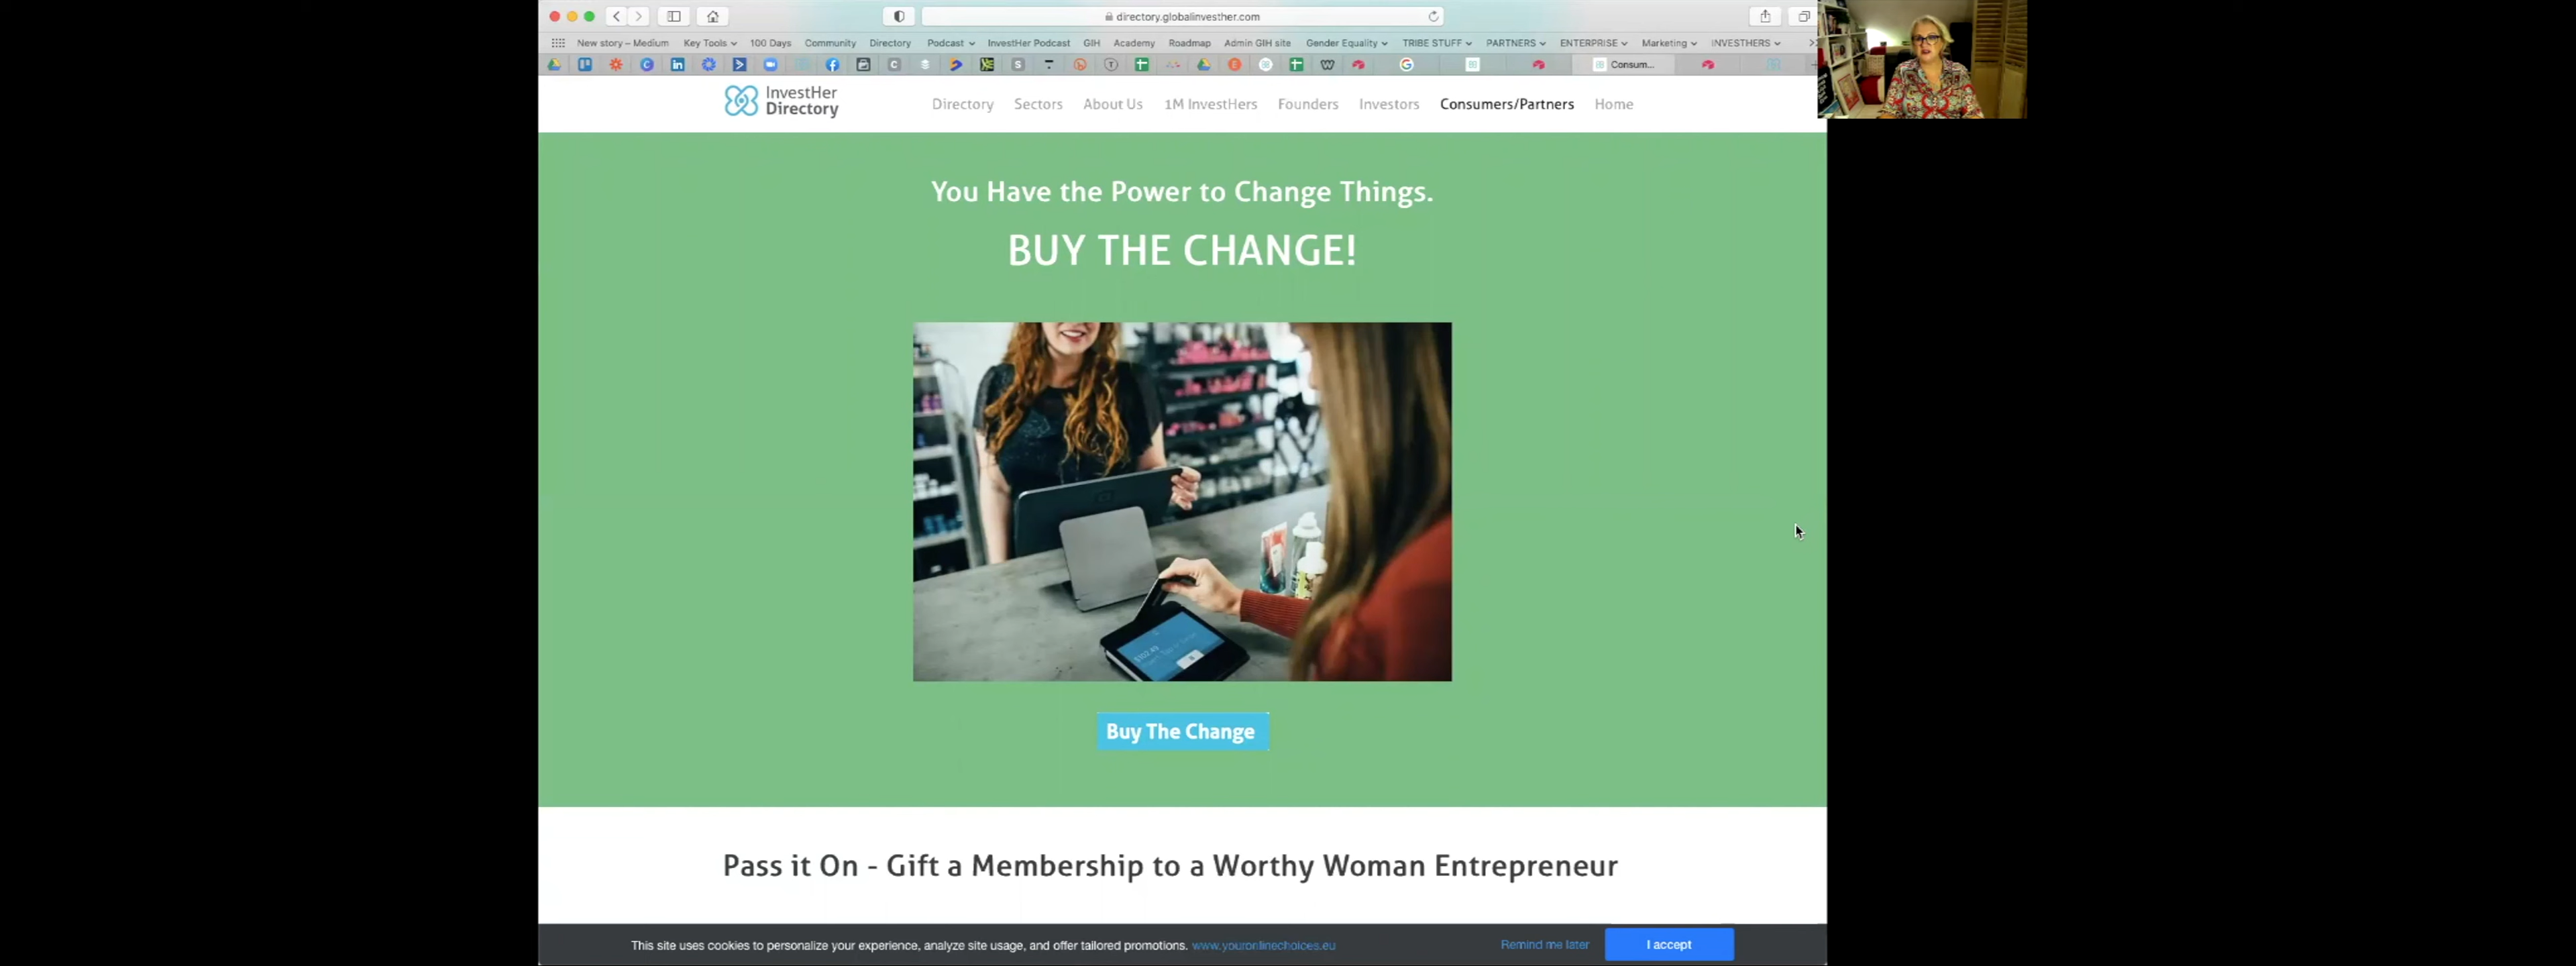 directory.globalinvesther.com
New story – Medium Key Tools 100 Days Community Directory Podcast InvestHer Podcast GIH Academy Roadmap Admin GIH site Gender Equality TRIBE STUFF PARTNERS ENTERPRISE Marketing INVESTHERS
Consum...
InvestHer
Directory
Directory Sectors About Us 1M InvestHers Founders Investors Consumers/Partners Home
You Have the Power to Change Things.
BUY THE CHANGE!
Buy The Change
Pass it On - Gift a Membership to a Worthy Woman Entrepreneur
This site uses cookies to personalize your experience, analyze site usage, and offer tailored promotions. www.youronlinechoices.eu Remind me later I accept